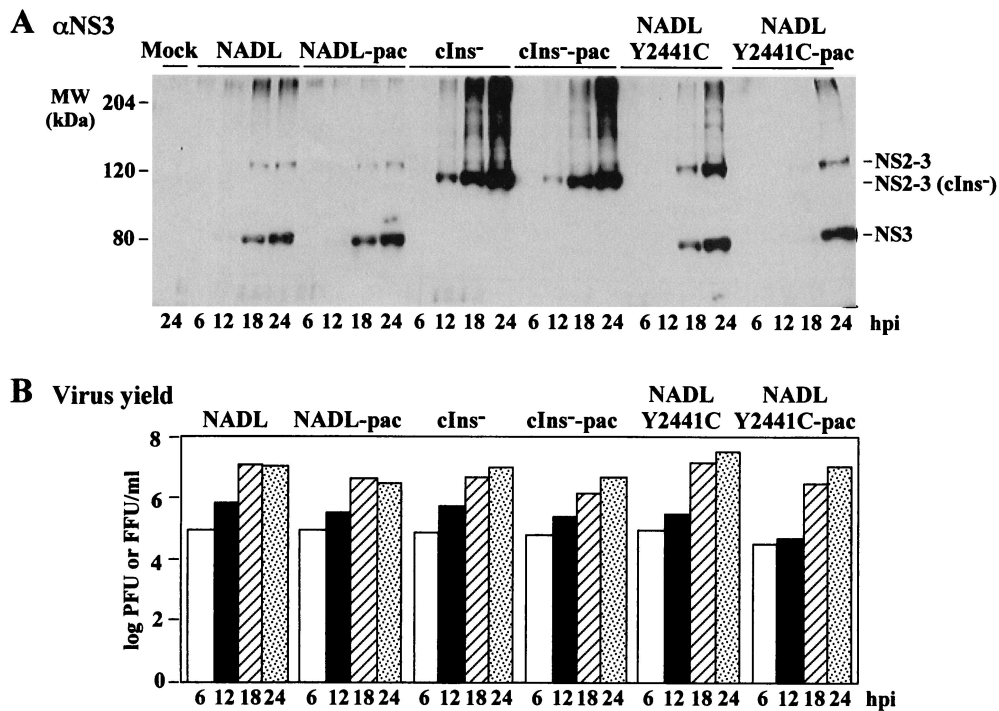 A αNS3
Mock NADL NADL-pac cIns⁻ cIns⁻-pac NADL Y2441C NADL Y2441C-pac
MW (kDa)
204
120
80
NS2-3
NS2-3 (cIns⁻)
NS3
24 6 12 18 24 6 12 18 24 6 12 18 24 6 12 18 24 6 12 18 24 6 12 18 24 hpi
B Virus yield
NADL NADL-pac cIns⁻ cIns⁻-pac NADL Y2441C NADL Y2441C-pac
log PFU or FFU/ml
8
6
4
2
0
6 12 18 24 6 12 18 24 6 12 18 24 6 12 18 24 6 12 18 24 6 12 18 24 hpi